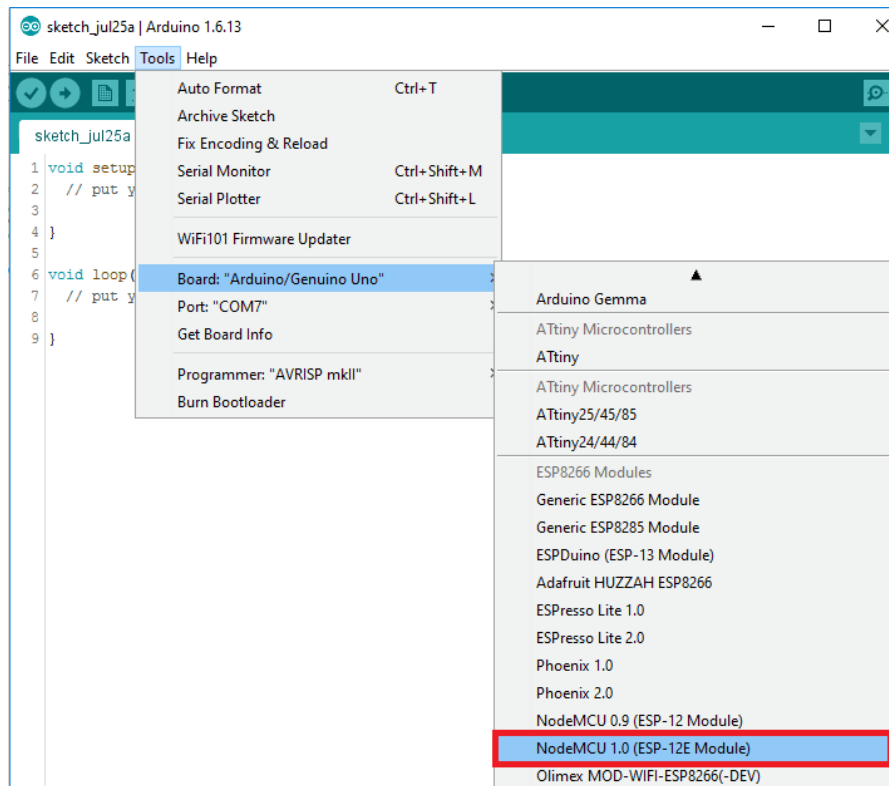 sketch_jul25a | Arduino 1.6.13
File Edit Sketch Tools Help
Auto Format Ctrl+T
Archive Sketch
Fix Encoding & Reload
Serial Monitor Ctrl+Shift+M
Serial Plotter Ctrl+Shift+L
WiFi101 Firmware Updater
Board: "Arduino/Genuino Uno"
Port: "COM7"
Get Board Info
Programmer: "AVRISP mkII"
Burn Bootloader
sketch_jul25a
1 void setup
2 // put y
3
4 }
5
6 void loop(
7 // put y
8
9 }
Arduino Gemma
ATtiny Microcontrollers
ATtiny
ATtiny Microcontrollers
ATtiny25/45/85
ATtiny24/44/84
ESP8266 Modules
Generic ESP8266 Module
Generic ESP8285 Module
ESPDuino (ESP-13 Module)
Adafruit HUZZAH ESP8266
ESPresso Lite 1.0
ESPresso Lite 2.0
Phoenix 1.0
Phoenix 2.0
NodeMCU 0.9 (ESP-12 Module)
NodeMCU 1.0 (ESP-12E Module)
Olimex MOD-WIFI-ESP8266(-DEV)